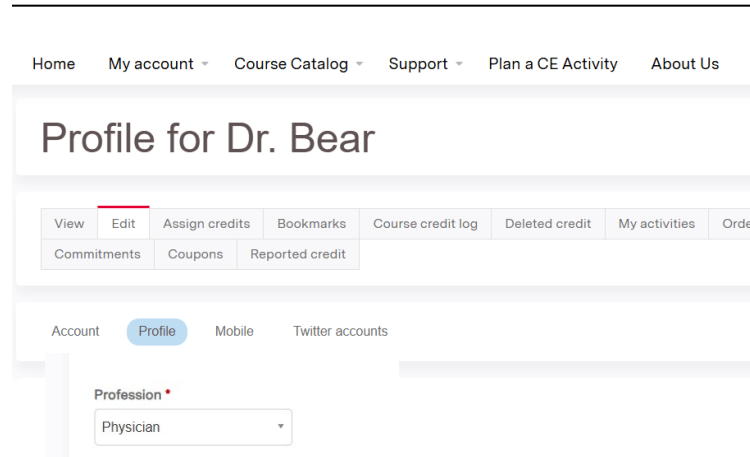 Home My account Course Catalog Support Plan a CE Activity About Us
Profile for Dr. Bear
View Edit Assign credits Bookmarks Course credit log Deleted credit My activities Orde
Commitments Coupons Reported credit
Account Profile Mobile Twitter accounts
Profession *
Physician